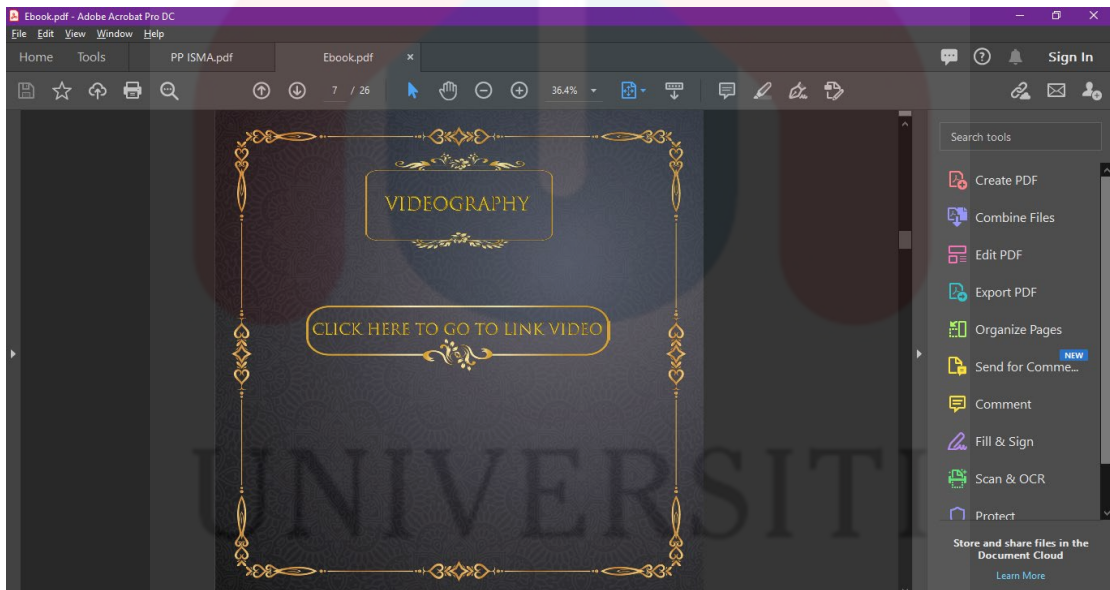 Ebook.pdf - Adobe Acrobat Pro DC
File Edit View Window Help
Home Tools PP ISMA.pdf Ebook.pdf × ? Sign In
7 / 26 36.4%
VIDEOGRAPHY
CLICK HERE TO GO TO LINK VIDEO
Search tools
Create PDF
Combine Files
Edit PDF
Export PDF
Organize Pages
NEW
Send for Comme...
Comment
Fill & Sign
Scan & OCR
Protect
Store and share files in the
Document Cloud
Learn More
UNIVERSITI